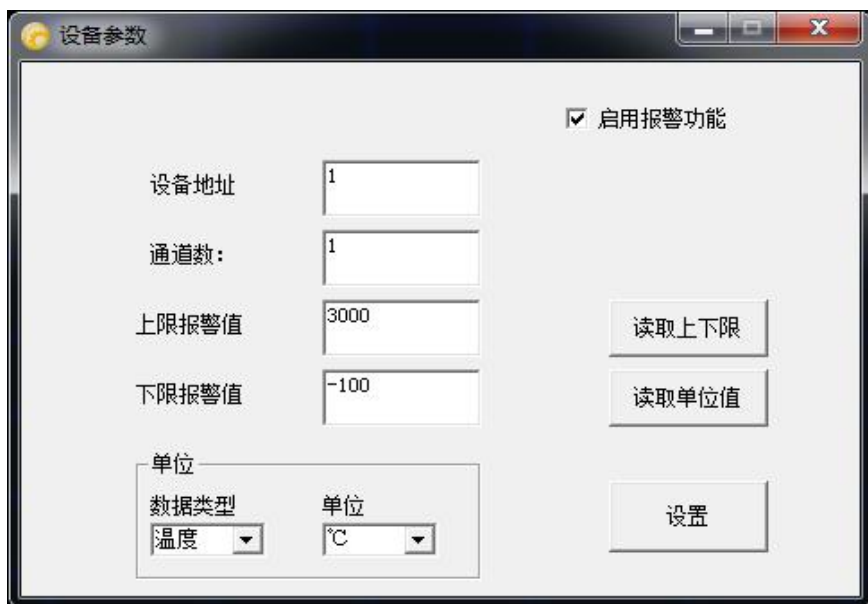 设备参数
启用报警功能
设备地址 1
通道数: 1
上限报警值 3000 读取上下限
下限报警值 -100 读取单位值
单位
数据类型 单位
温度 ℃
设置